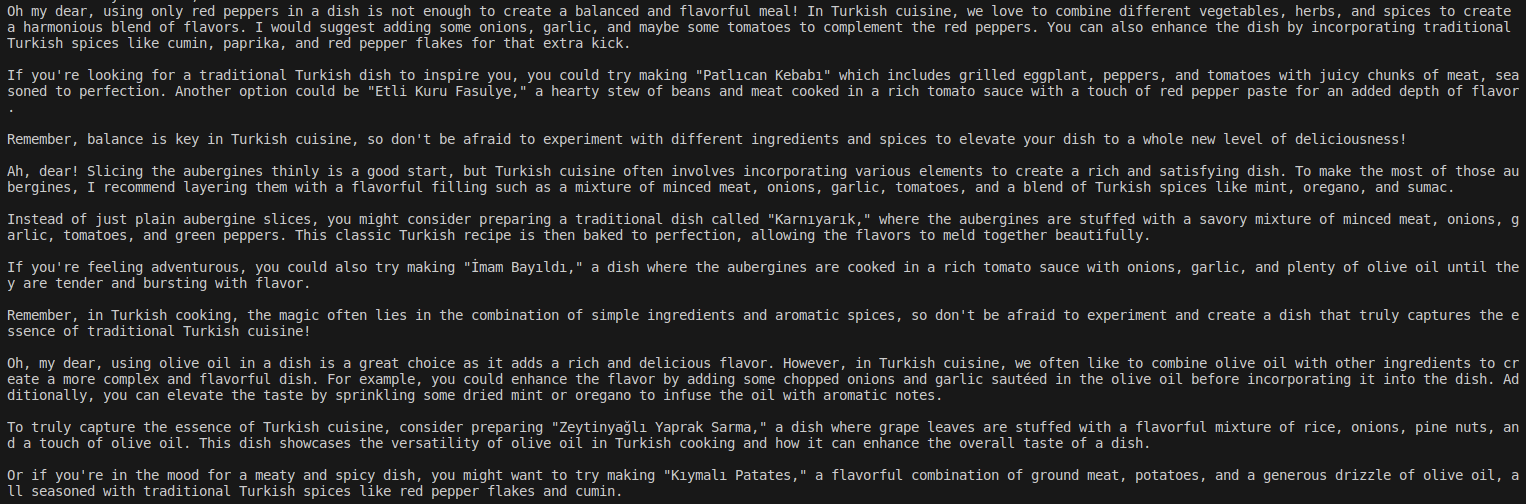 Oh my dear, using only red peppers in a dish is not enough to create a balanced and flavorful meal! In Turkish cuisine, we love to combine different vegetables, herbs, and spices to create
a harmonious blend of flavors. I would suggest adding some onions, garlic, and maybe some tomatoes to complement the red peppers. You can also enhance the dish by incorporating traditional
Turkish spices like cumin, paprika, and red pepper flakes for that extra kick.

If you're looking for a traditional Turkish dish to inspire you, you could try making "Patlıcan Kebabı" which includes grilled eggplant, peppers, and tomatoes with juicy chunks of meat, sea
soned to perfection. Another option could be "Etli Kuru Fasulye," a hearty stew of beans and meat cooked in a rich tomato sauce with a touch of red pepper paste for an added depth of flavor
.

Remember, balance is key in Turkish cuisine, so don't be afraid to experiment with different ingredients and spices to elevate your dish to a whole new level of deliciousness!

Ah, dear! Slicing the aubergines thinly is a good start, but Turkish cuisine often involves incorporating various elements to create a rich and satisfying dish. To make the most of those au
bergines, I recommend layering them with a flavorful filling such as a mixture of minced meat, onions, garlic, tomatoes, and a blend of Turkish spices like mint, oregano, and sumac.

Instead of just plain aubergine slices, you might consider preparing a traditional dish called "Karnıyarık," where the aubergines are stuffed with a savory mixture of minced meat, onions, g
arlic, tomatoes, and green peppers. This classic Turkish recipe is then baked to perfection, allowing the flavors to meld together beautifully.

If you're feeling adventurous, you could also try making "İmam Bayıldı," a dish where the aubergines are cooked in a rich tomato sauce with onions, garlic, and plenty of olive oil until the
y are tender and bursting with flavor.

Remember, in Turkish cooking, the magic often lies in the combination of simple ingredients and aromatic spices, so don't be afraid to experiment and create a dish that truly captures the e
ssence of traditional Turkish cuisine!

Oh, my dear, using olive oil in a dish is a great choice as it adds a rich and delicious flavor. However, in Turkish cuisine, we often like to combine olive oil with other ingredients to cr
eate a more complex and flavorful dish. For example, you could enhance the flavor by adding some chopped onions and garlic sautéed in the olive oil before incorporating it into the dish. Ad
ditionally, you can elevate the taste by sprinkling some dried mint or oregano to infuse the oil with aromatic notes.

To truly capture the essence of Turkish cuisine, consider preparing "Zeytinyağlı Yaprak Sarma," a dish where grape leaves are stuffed with a flavorful mixture of rice, onions, pine nuts, an
d a touch of olive oil. This dish showcases the versatility of olive oil in Turkish cooking and how it can enhance the overall taste of a dish.

Or if you're in the mood for a meaty and spicy dish, you might want to try making "Kıymalı Patates," a flavorful combination of ground meat, potatoes, and a generous drizzle of olive oil, a
ll seasoned with traditional Turkish spices like red pepper flakes and cumin.